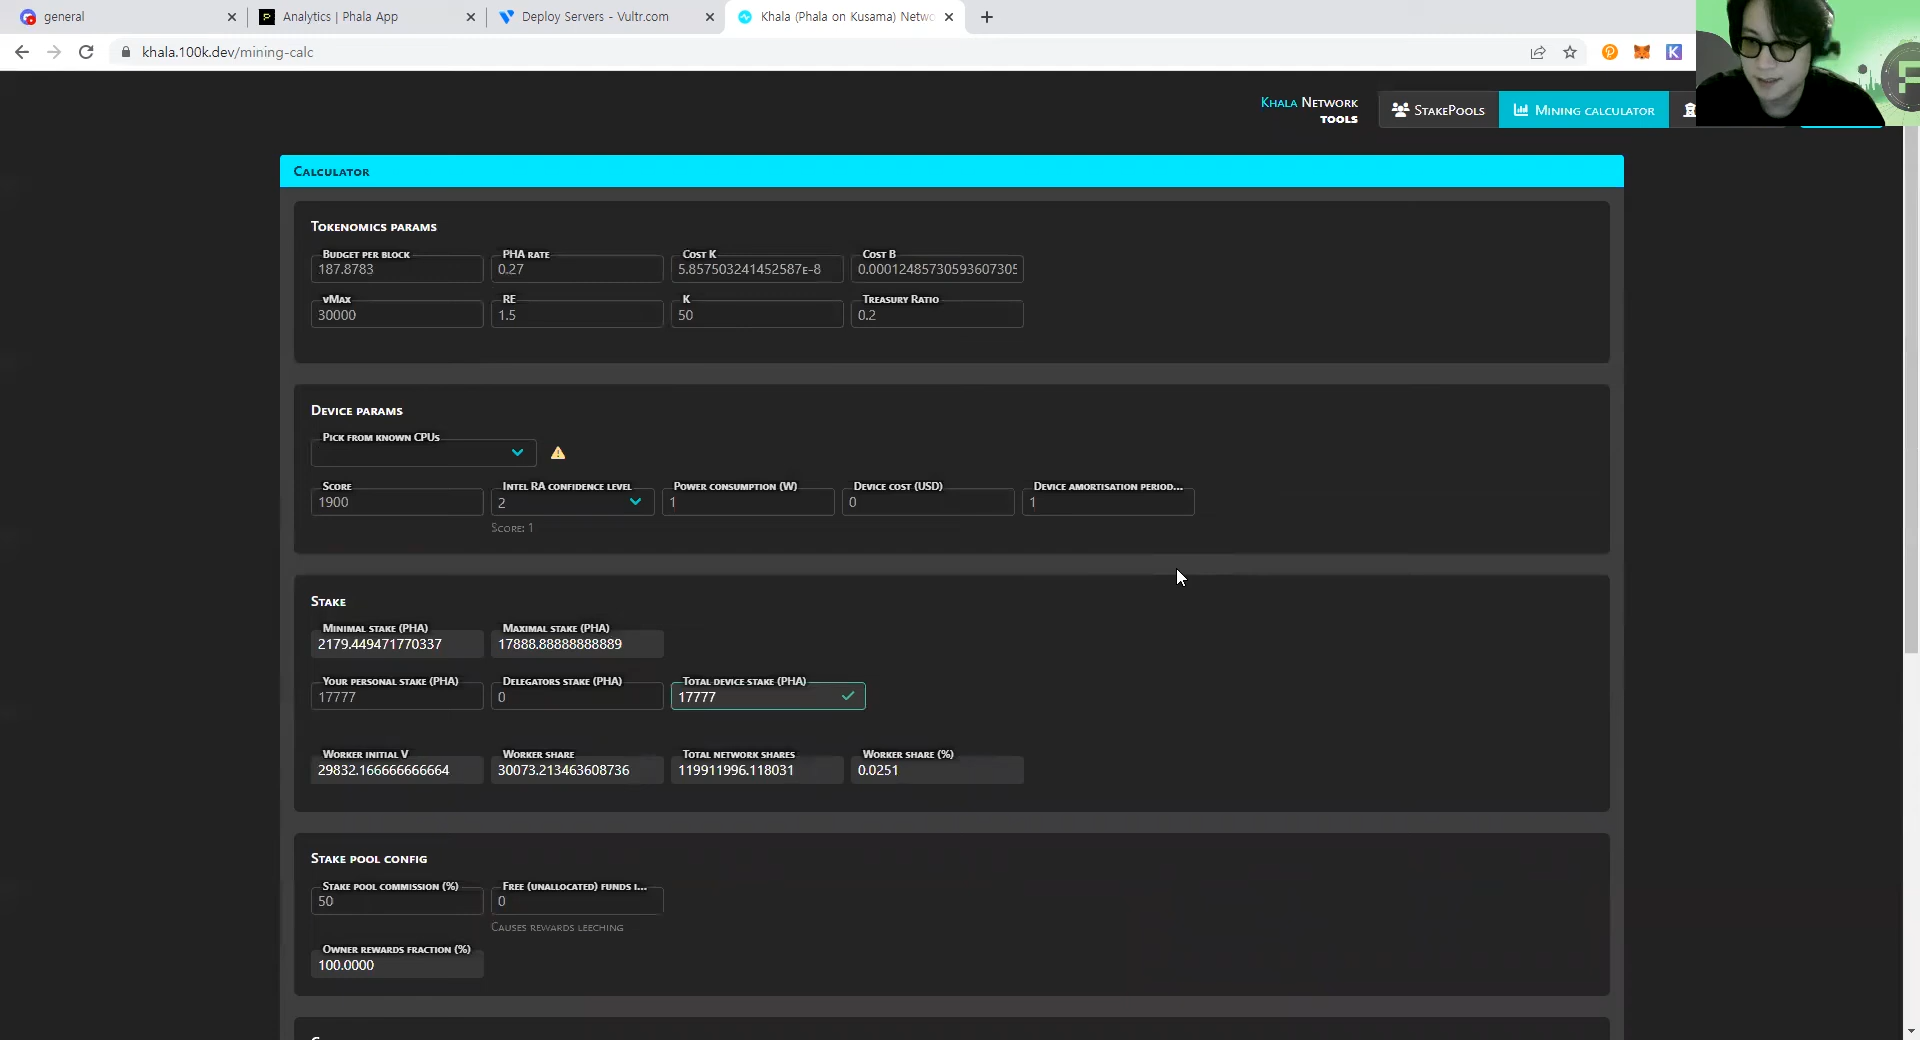 general
Analytics | Phala App
Deploy Servers - Vultr.com
Khala (Phala on Kusama) Netwo
khala.100k.dev/mining-calc
Khala Network
tools
StakePools
Mining calculator
Calculator
Tokenomics params
Budget per block
PHA rate
Cost K
Cost B
187.8783
0.27
5.857503241452587e-8
0.00012485730593607305
vMax
RE
K
Treasury Ratio
30000
1.5
50
0.2
Device params
Pick from known CPUs
Score
Intel RA confidence level
Power consumption (W)
Device cost (USD)
Device amortisation period...
1900
2
1
0
1
Score: 1
Stake
Minimal stake (PHA)
Maximal stake (PHA)
2179.449471770337
17888.88888888889
Your personal stake (PHA)
Delegators stake (PHA)
Total device stake (PHA)
17777
0
17777
Worker initial V
Worker share
Total network shares
Worker share (%)
29832.166666666664
30073.213463608736
119911996.118031
0.0251
Stake pool config
Stake pool commission (%)
Free (unallocated) funds i...
50
0
Causes rewards leeching
Owner rewards fraction (%)
100.0000